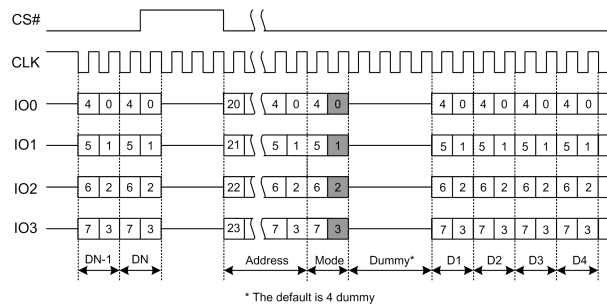 CS#
CLK
IO0 4 0 4 0 20 4 0 4 0 4 0 4 0 4 0 4 0
IO1 5 1 5 1 21 5 1 5 1 5 1 5 1 5 1 5 1
IO2 6 2 6 2 22 6 2 6 2 6 2 6 2 6 2 6 2
IO3 7 3 7 3 23 7 3 7 3 7 3 7 3 7 3 7 3
DN-1 DN Address Mode Dummy* D1 D2 D3 D4
* The default is 4 dummy